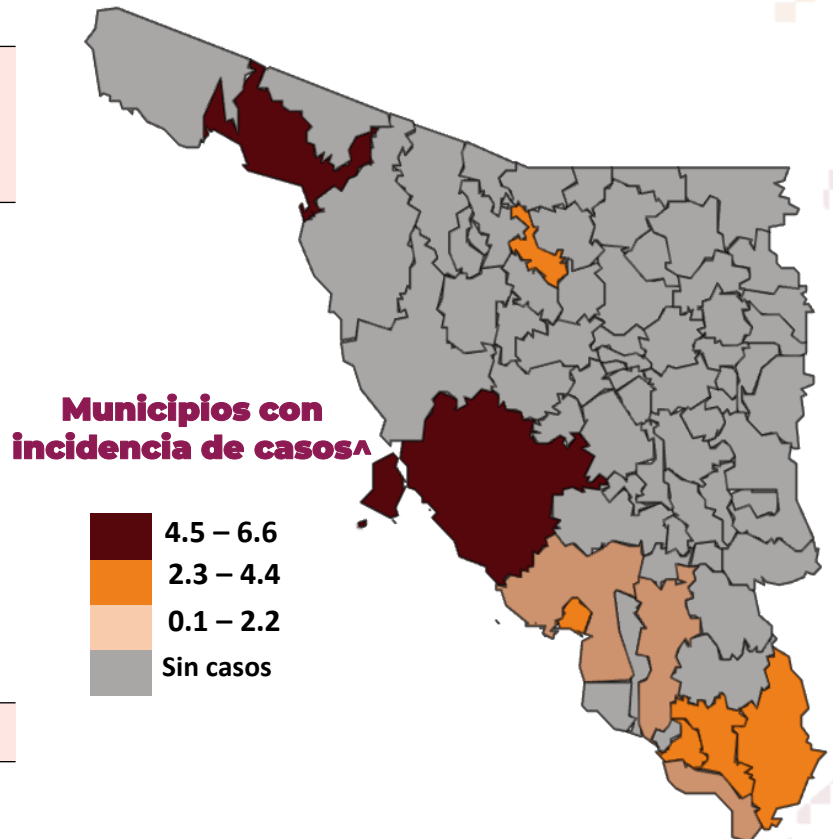 Municipios con
incidencia de casos^
4.5 – 6.6
2.3 – 4.4
0.1 – 2.2
Sin casos